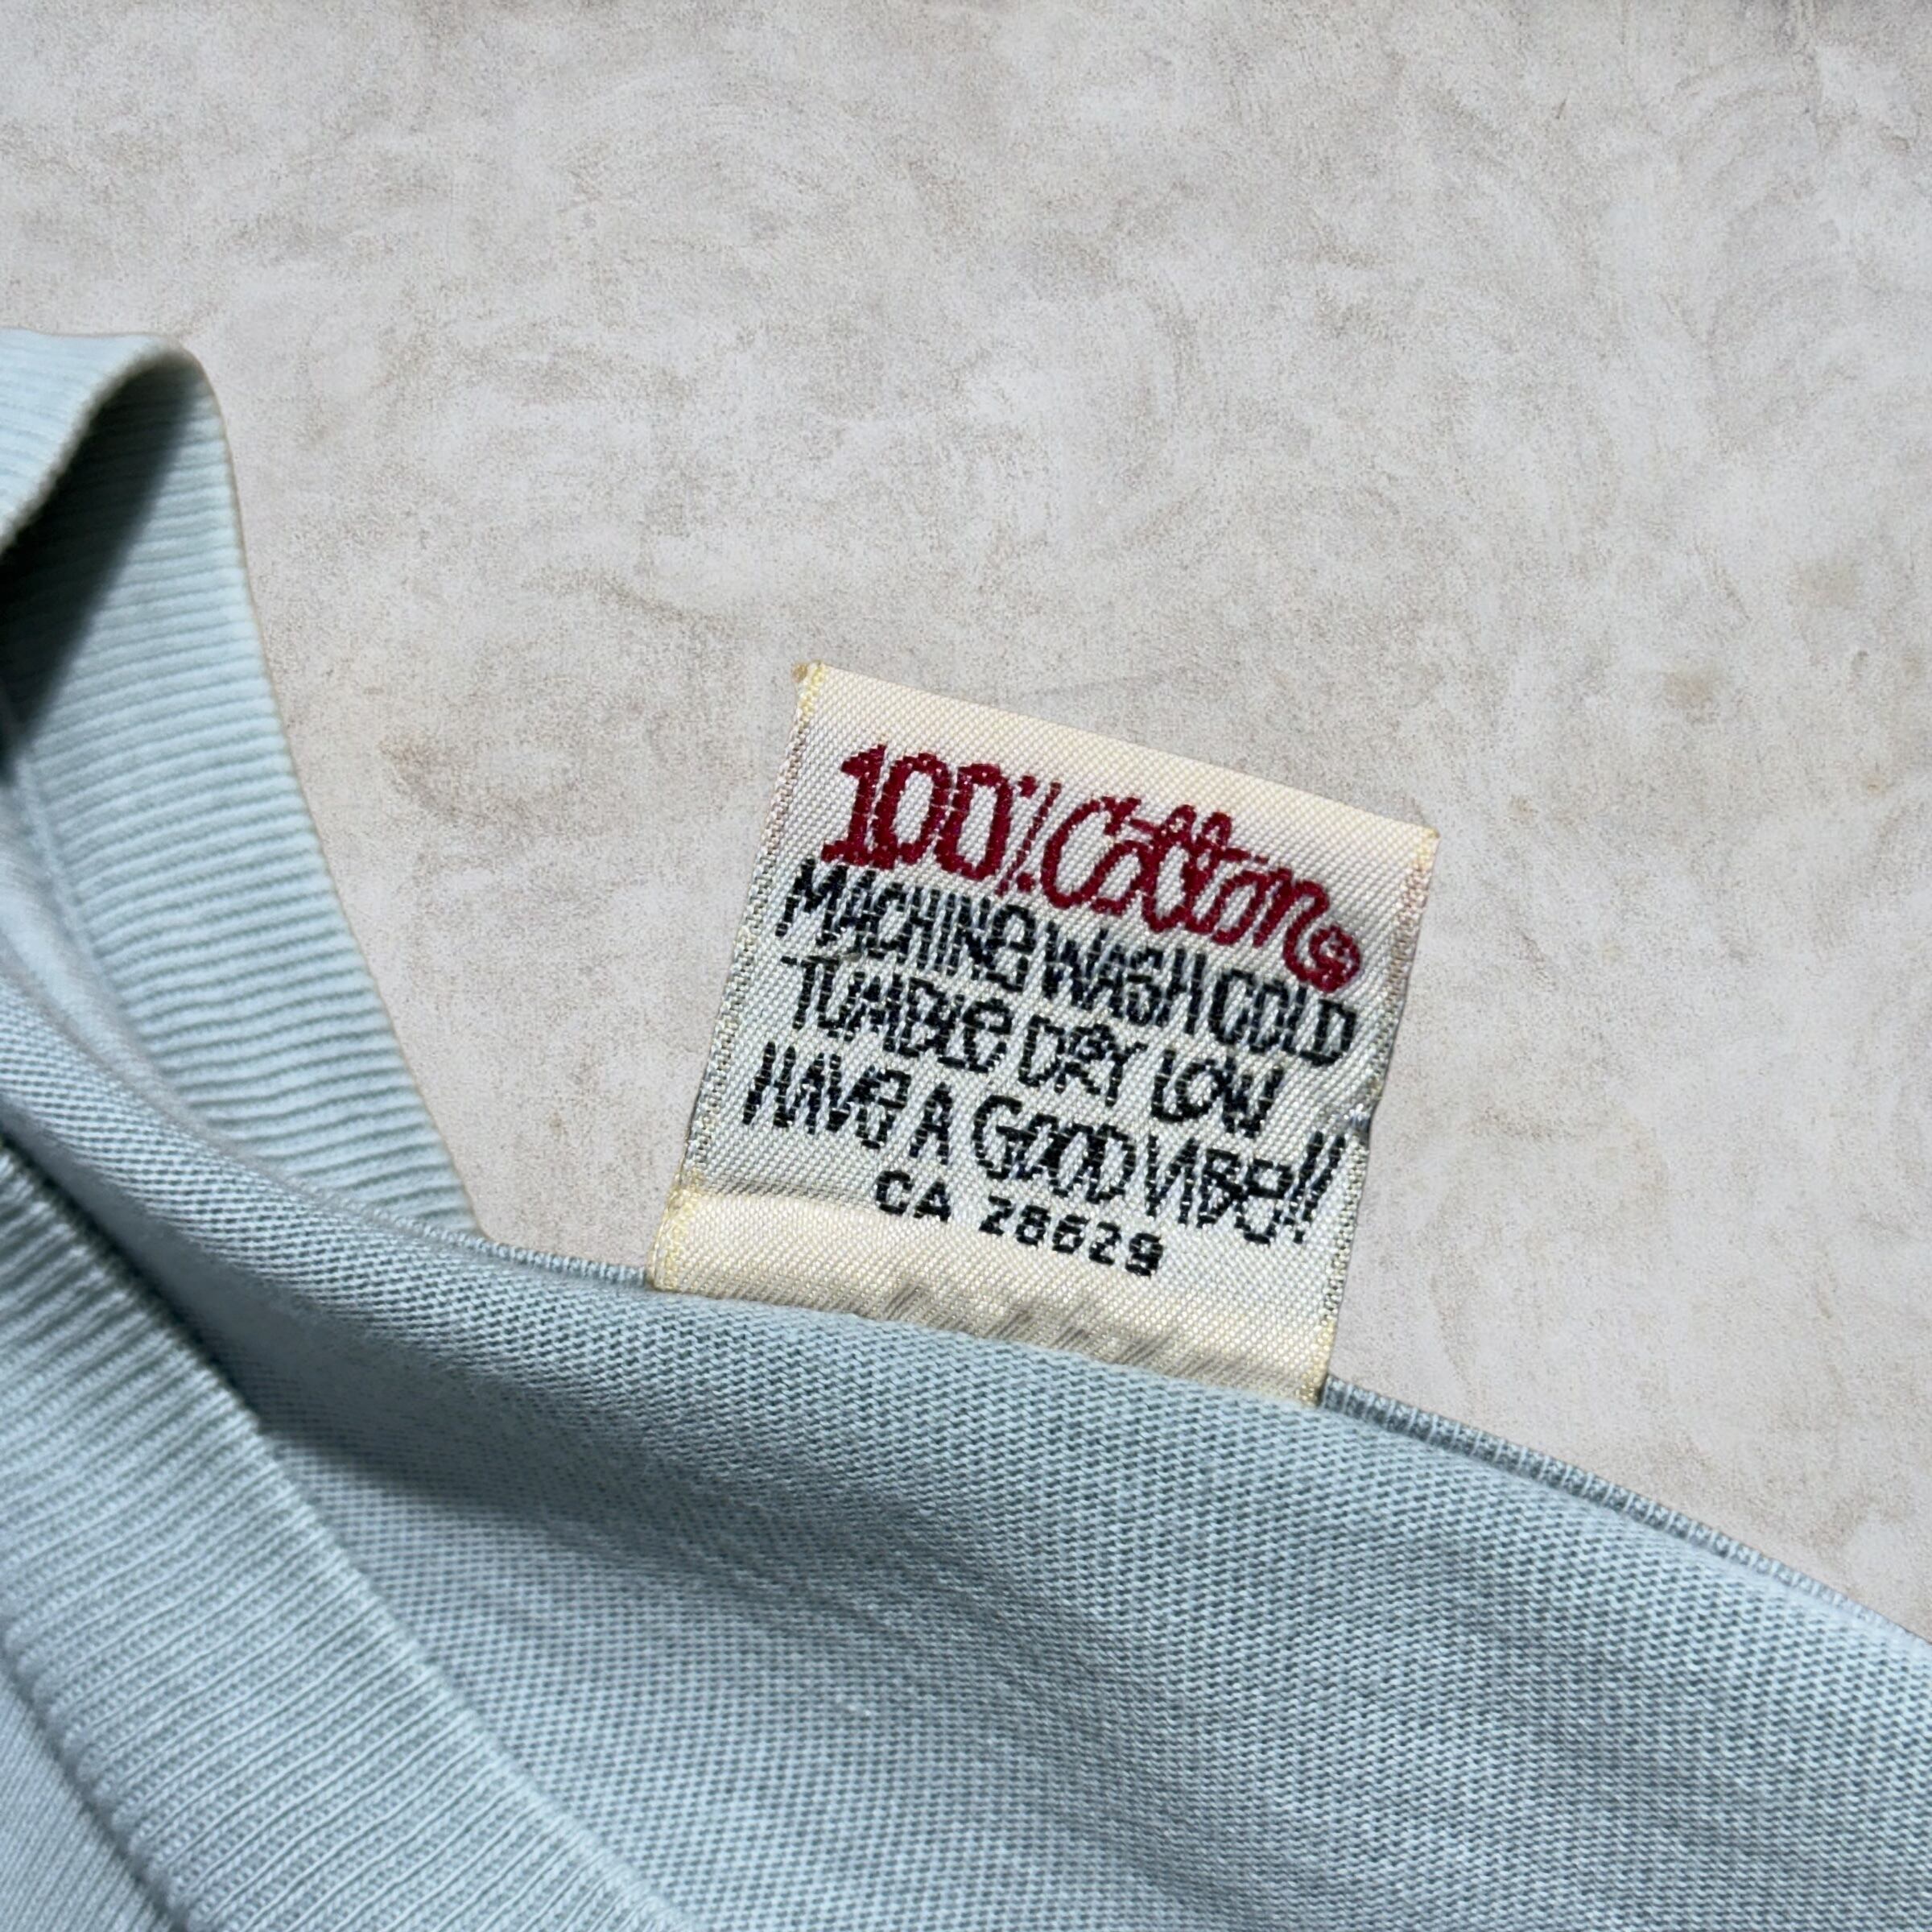 100% Cotton
MACHINE WASH COLD
TUMBLE DRY LOW
HAVE A GOOD VIBE!!
CA 28629